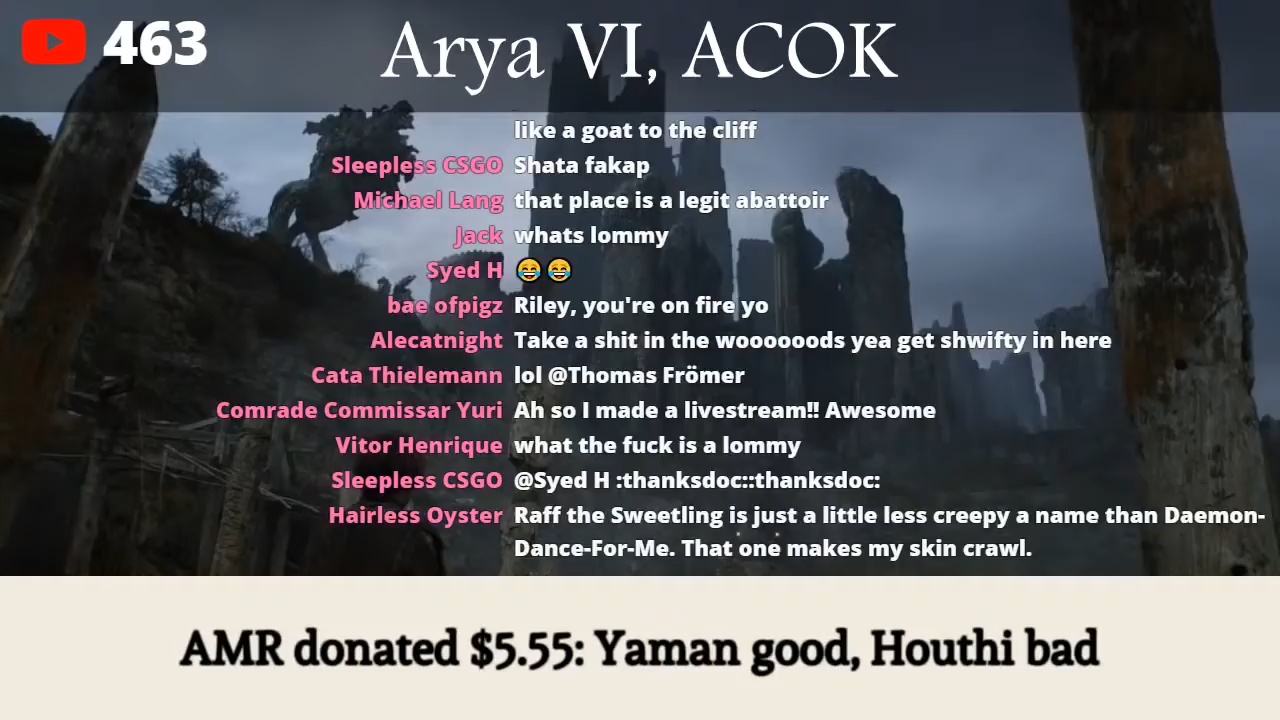 463
Arya VI, ACOK
like a goat to the cliff
Sleepless CSGO Shata fakap
Michael Lang that place is a legit abattoir
Jack whats lommy
Syed H 😂😂
bae ofpigz Riley, you're on fire yo
Alecatnight Take a shit in the wooooooods yea get shwifty in here
Cata Thielemann lol @Thomas Frömer
Comrade Commissar Yuri Ah so I made a livestream!! Awesome
Vitor Henrique what the fuck is a lommy
Sleepless CSGO @Syed H :thanksdoc::thanksdoc:
Hairless Oyster Raff the Sweetling is just a little less creepy a name than Daemon-
Dance-For-Me. That one makes my skin crawl.
AMR donated $5.55: Yaman good, Houthi bad